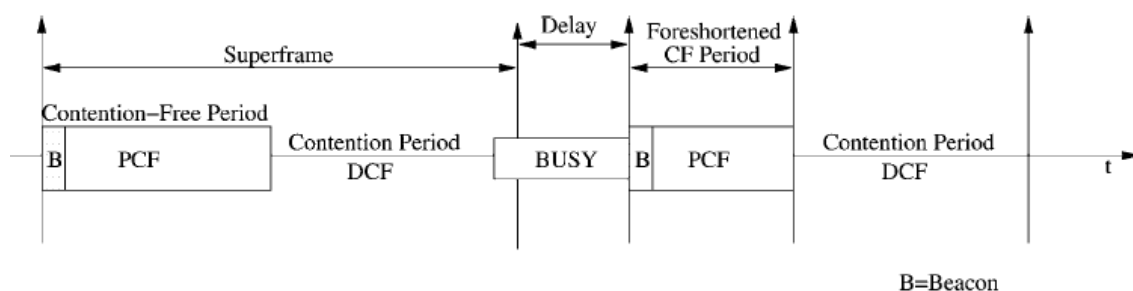 Delay
Foreshortened
CF Period
Superframe
Contention-Free Period
B
PCF
Contention Period
DCF
BUSY
B
PCF
Contention Period
DCF
t
B=Beacon